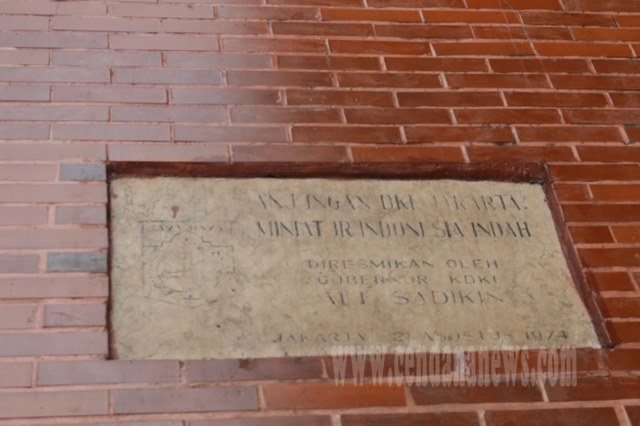 ANJUNGAN DKI JAKARTA:
MINIATUR INDONESIA INDAH
DIRESMIKAN OLEH
GUBERNUR KDKI
ALI SADIKIN
JAKARTA AGUSTUS 1974
www.cendananews.com